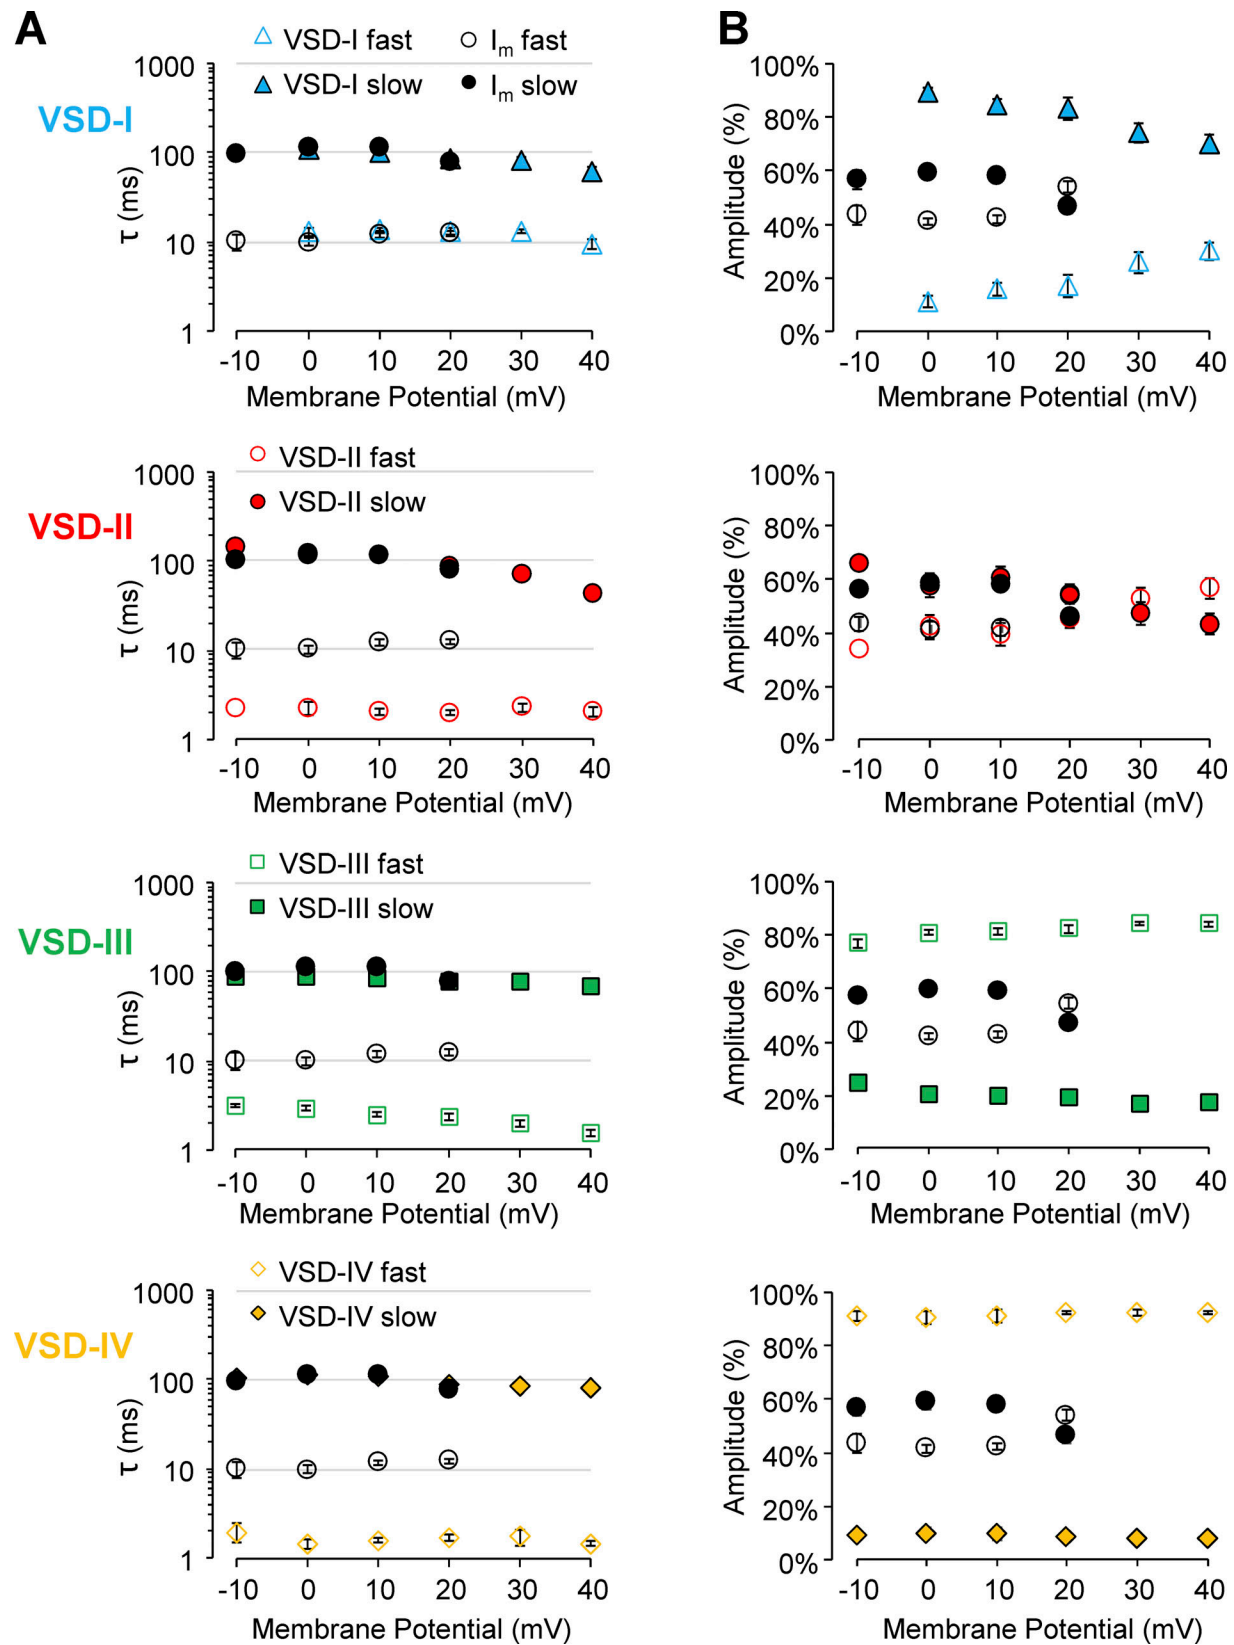 A
B
VSD-I fast
Im fast
VSD-I slow
Im slow
VSD-I
τ (ms)
1000
100
10
1
-10 0 10 20 30 40
Membrane Potential (mV)
Amplitude (%)
100%
80%
60%
40%
20%
0%
-10 0 10 20 30 40
Membrane Potential (mV)
VSD-II fast
VSD-II slow
VSD-II
τ (ms)
1000
100
10
1
-10 0 10 20 30 40
Membrane Potential (mV)
Amplitude (%)
100%
80%
60%
40%
20%
0%
-10 0 10 20 30 40
Membrane Potential (mV)
VSD-III fast
VSD-III slow
VSD-III
τ (ms)
1000
100
10
1
-10 0 10 20 30 40
Membrane Potential (mV)
Amplitude (%)
100%
80%
60%
40%
20%
0%
-10 0 10 20 30 40
Membrane Potential (mV)
VSD-IV fast
VSD-IV slow
VSD-IV
τ (ms)
1000
100
10
1
-10 0 10 20 30 40
Membrane Potential (mV)
Amplitude (%)
100%
80%
60%
40%
20%
0%
-10 0 10 20 30 40
Membrane Potential (mV)